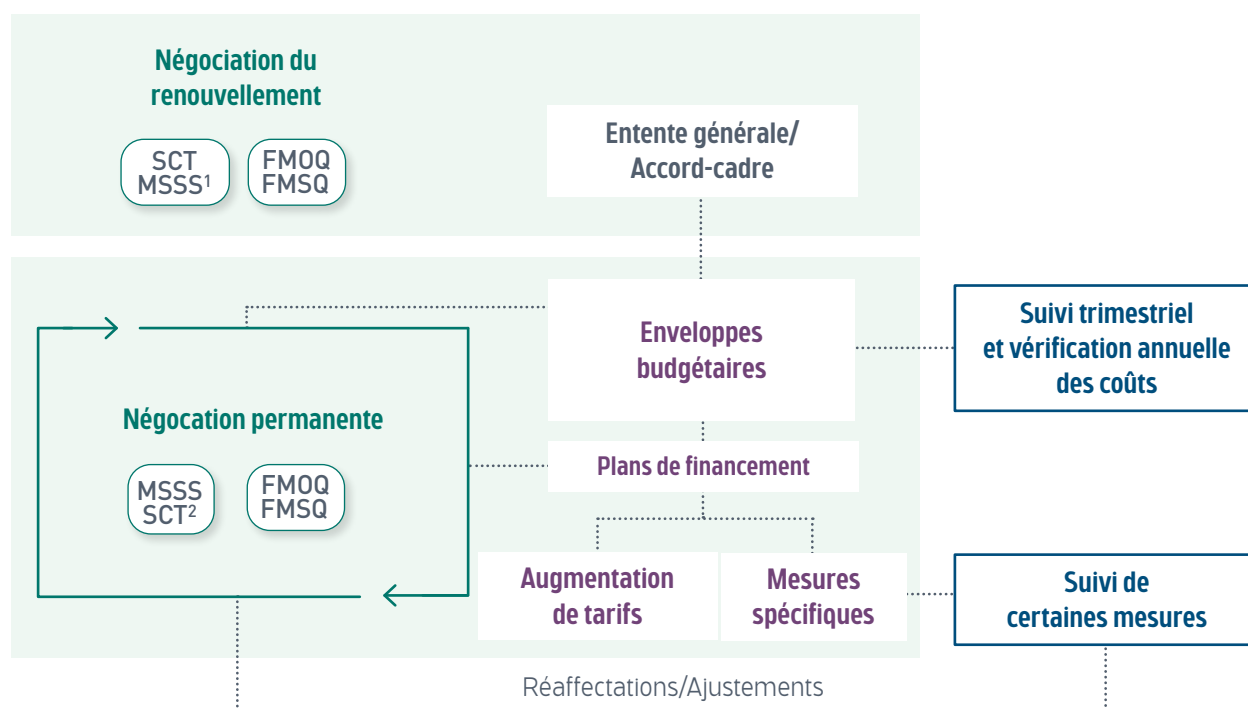 Négociation du
renouvellement
SCT
MSSS¹
FMOQ
FMSQ
Entente générale/
Accord-cadre
Enveloppes
budgétaires
Suivi trimestriel
et vérification annuelle
des coûts
Négocation permanente
MSSS
SCT²
FMOQ
FMSQ
Plans de financement
Augmentation
de tarifs
Mesures
spécifiques
Suivi de
certaines mesures
Réaffectations/Ajustements